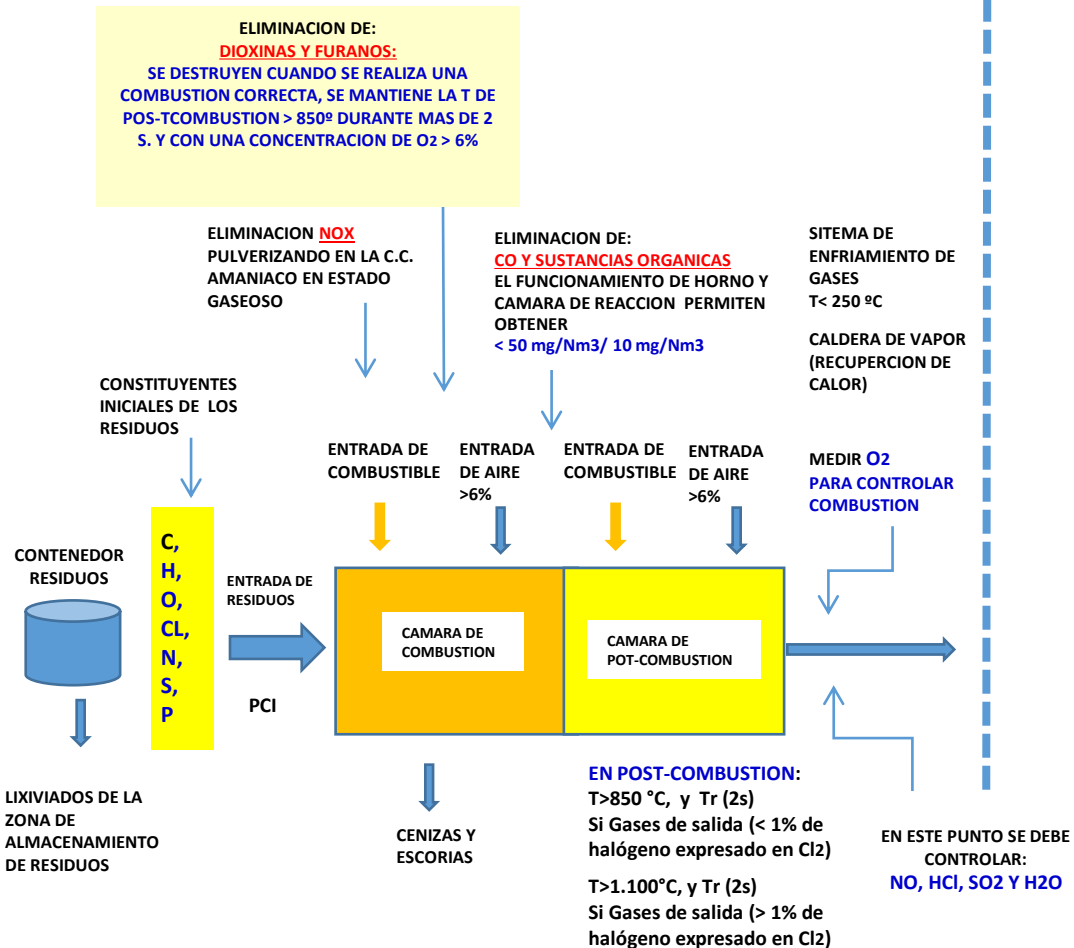 ELIMINACION DE:
DIOXINAS Y FURANOS:
SE DESTRUYEN CUANDO SE REALIZA UNA
COMBUSTION CORRECTA, SE MANTIENE LA T DE
POS-TCOMBUSTION > 850º DURANTE MAS DE 2
S. Y CON UNA CONCENTRACION DE O2 > 6%
ELIMINACION NOX
PULVERIZANDO EN LA C.C.
AMANIACO EN ESTADO
GASEOSO
ELIMINACION DE:
CO Y SUSTANCIAS ORGANICAS
EL FUNCIONAMIENTO DE HORNO Y
CAMARA DE REACCION PERMITEN
OBTENER
< 50 mg/Nm3/ 10 mg/Nm3
SITEMA DE
ENFRIAMIENTO DE
GASES
T< 250 ºC
CALDERA DE VAPOR
(RECUPERCION DE
CALOR)
CONSTITUYENTES
INICIALES DE LOS
RESIDUOS
ENTRADA DE
COMBUSTIBLE
ENTRADA
DE AIRE
>6%
ENTRADA DE
COMBUSTIBLE
ENTRADA
DE AIRE
>6%
MEDIR O2
PARA CONTROLAR
COMBUSTION
CONTENEDOR
RESIDUOS
C,
H,
O,
CL,
N,
S,
P
ENTRADA DE
RESIDUOS
PCI
CAMARA DE
COMBUSTION
CAMARA DE
POT-COMBUSTION
LIXIVIADOS DE LA
ZONA DE
ALMACENAMIENTO
DE RESIDUOS
CENIZAS Y
ESCORIAS
EN POST-COMBUSTION:
T>850 °C, y Tr (2s)
Si Gases de salida (< 1% de
halógeno expresado en Cl2)
T>1.100°C, y Tr (2s)
Si Gases de salida (> 1% de
halógeno expresado en Cl2)
EN ESTE PUNTO SE DEBE
CONTROLAR:
NO, HCl, SO2 Y H2O